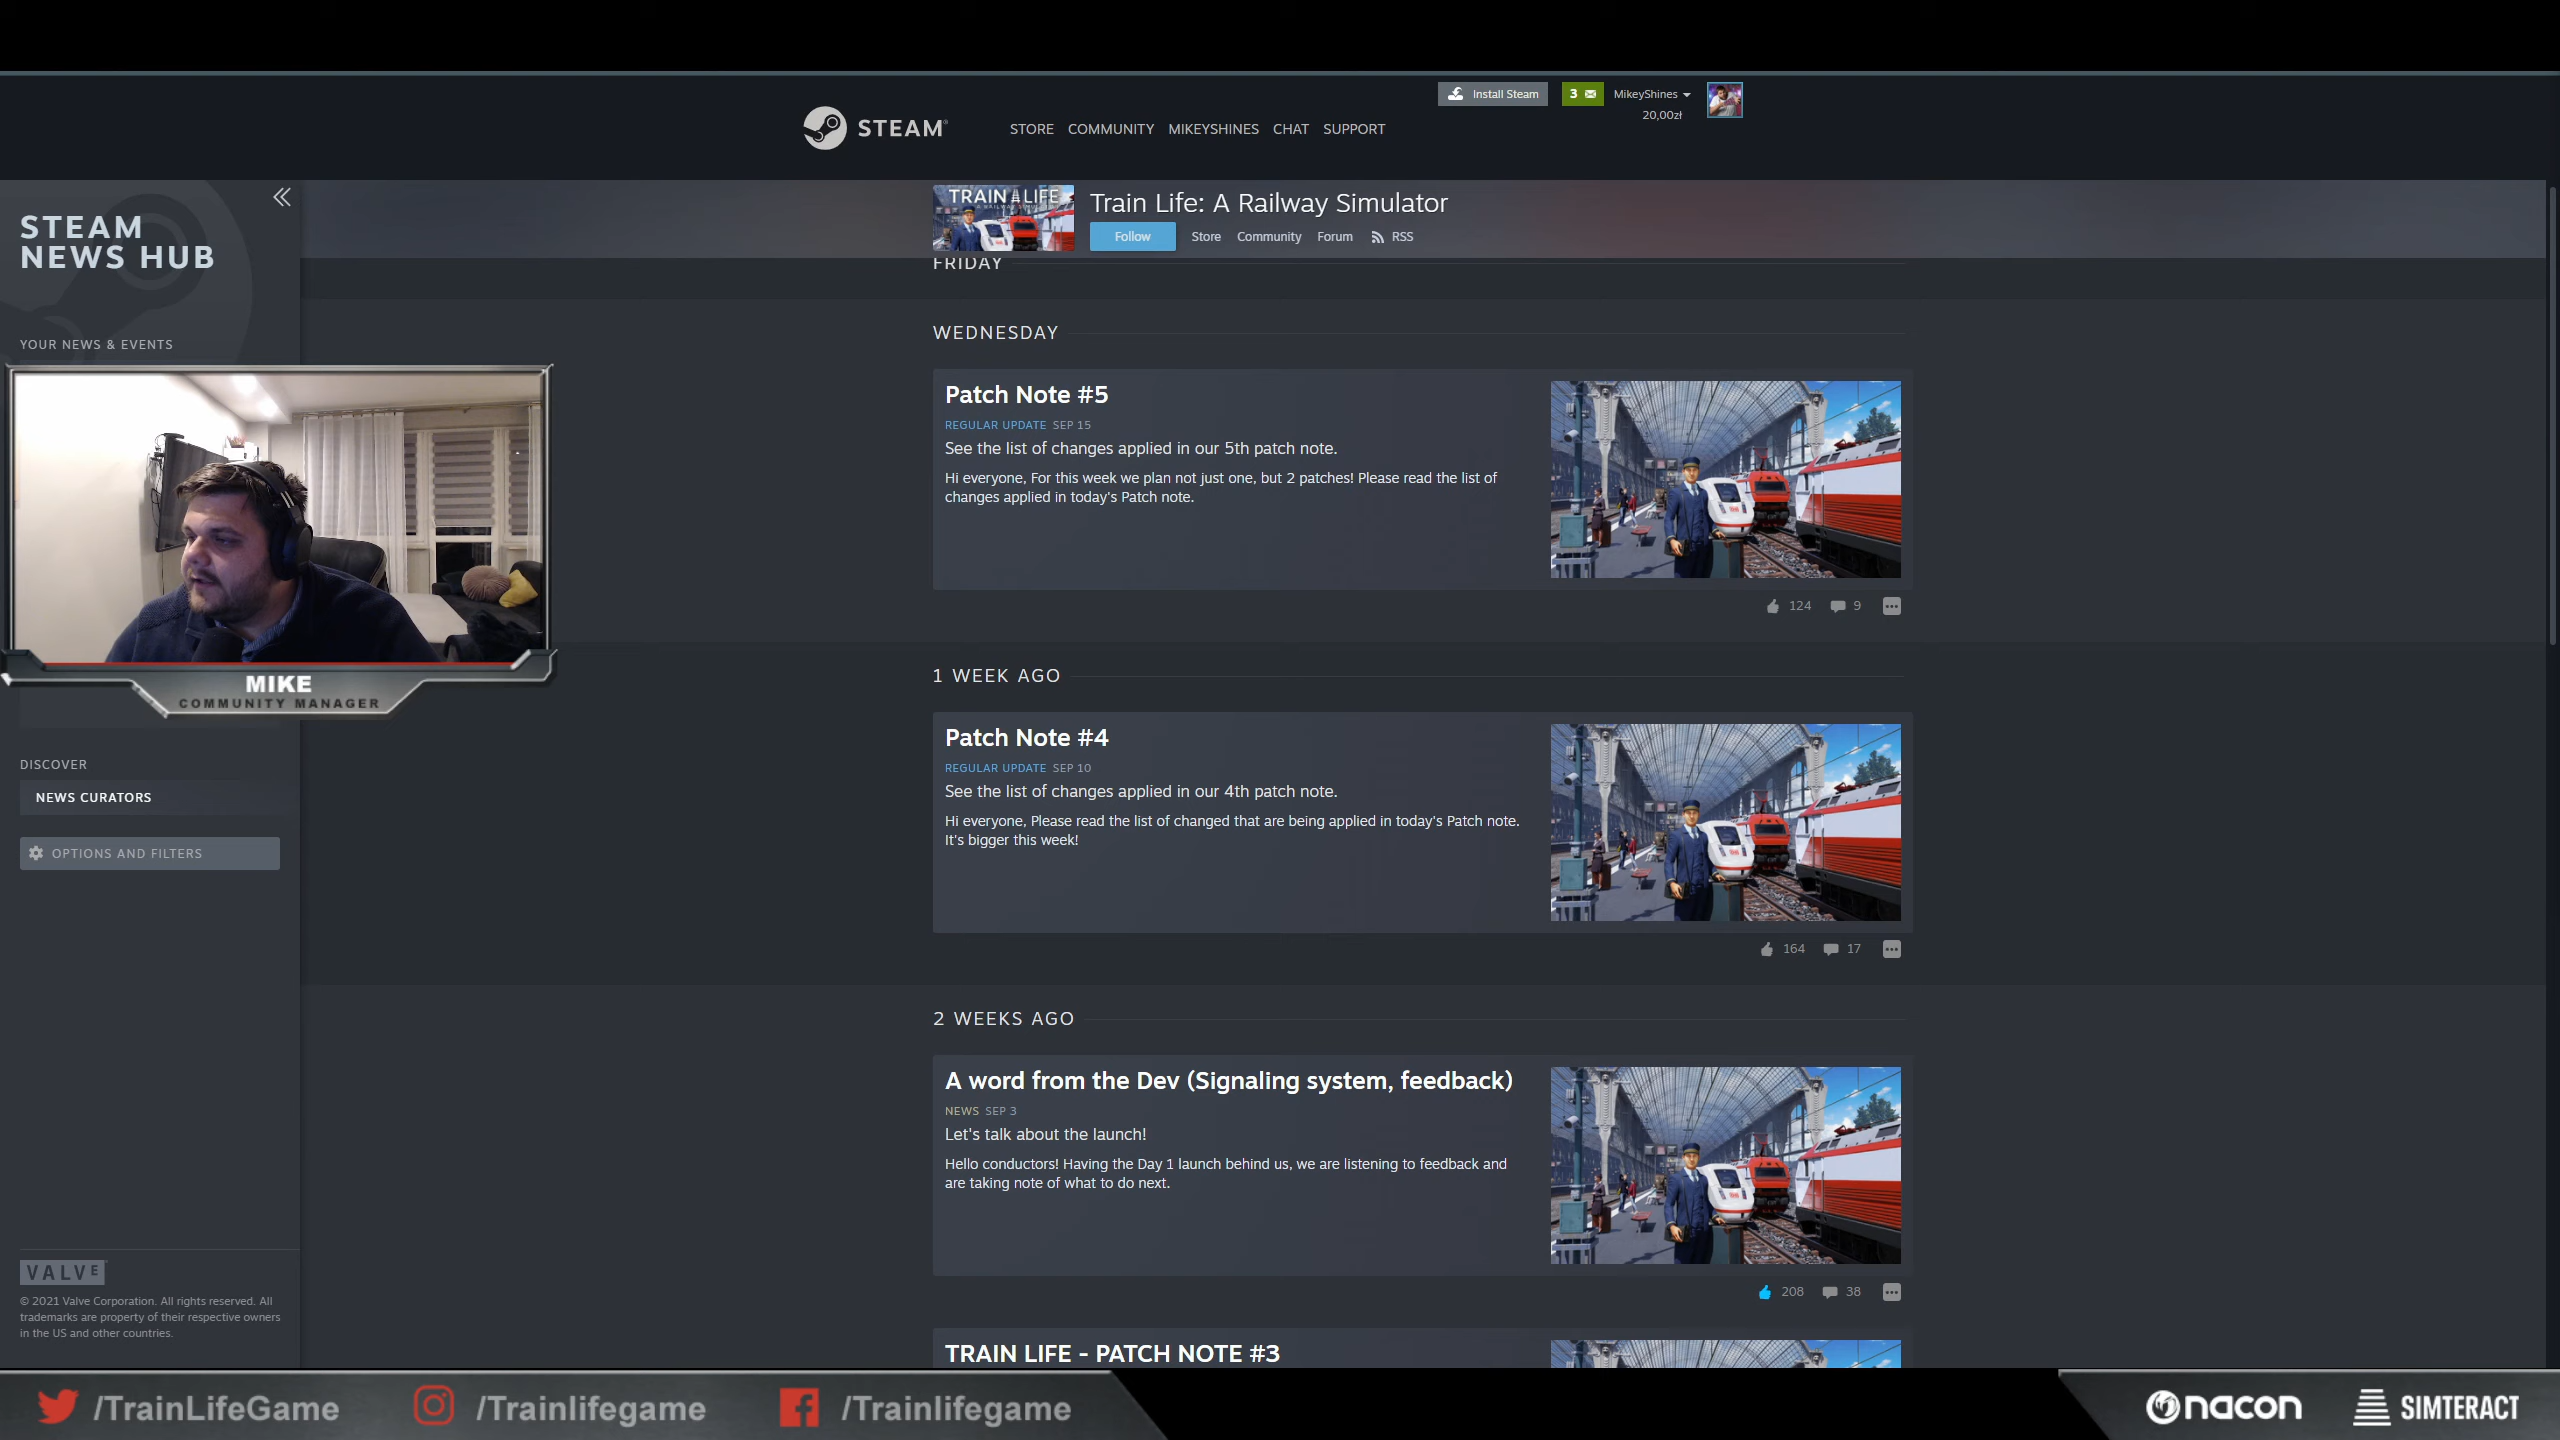 Install Steam
3
MikeyShines
20,00zł
STEAM®
STORE COMMUNITY MIKEYSHINES CHAT SUPPORT
STEAM
NEWS HUB
TRAIN LIFE
Train Life: A Railway Simulator
Follow Store Community Forum RSS
YOUR NEWS & EVENTS
FRIDAY
WEDNESDAY
Patch Note #5
REGULAR UPDATE SEP 15
See the list of changes applied in our 5th patch note.
Hi everyone, For this week we plan not just one, but 2 patches! Please read the list of
changes applied in today's Patch note.
124 9
MIKE
COMMUNITY MANAGER
1 WEEK AGO
Patch Note #4
REGULAR UPDATE SEP 10
See the list of changes applied in our 4th patch note.
Hi everyone, Please read the list of changed that are being applied in today's Patch note.
It's bigger this week!
164 17
DISCOVER
NEWS CURATORS
OPTIONS AND FILTERS
2 WEEKS AGO
A word from the Dev (Signaling system, feedback)
NEWS SEP 3
Let's talk about the launch!
Hello conductors! Having the Day 1 launch behind us, we are listening to feedback and
are taking note of what to do next.
208 38
TRAIN LIFE - PATCH NOTE #3
VALVE
© 2021 Valve Corporation. All rights reserved. All
trademarks are property of their respective owners
in the US and other countries.
/TrainLifeGame /Trainlifegame /Trainlifegame
nacon SIMTERACT